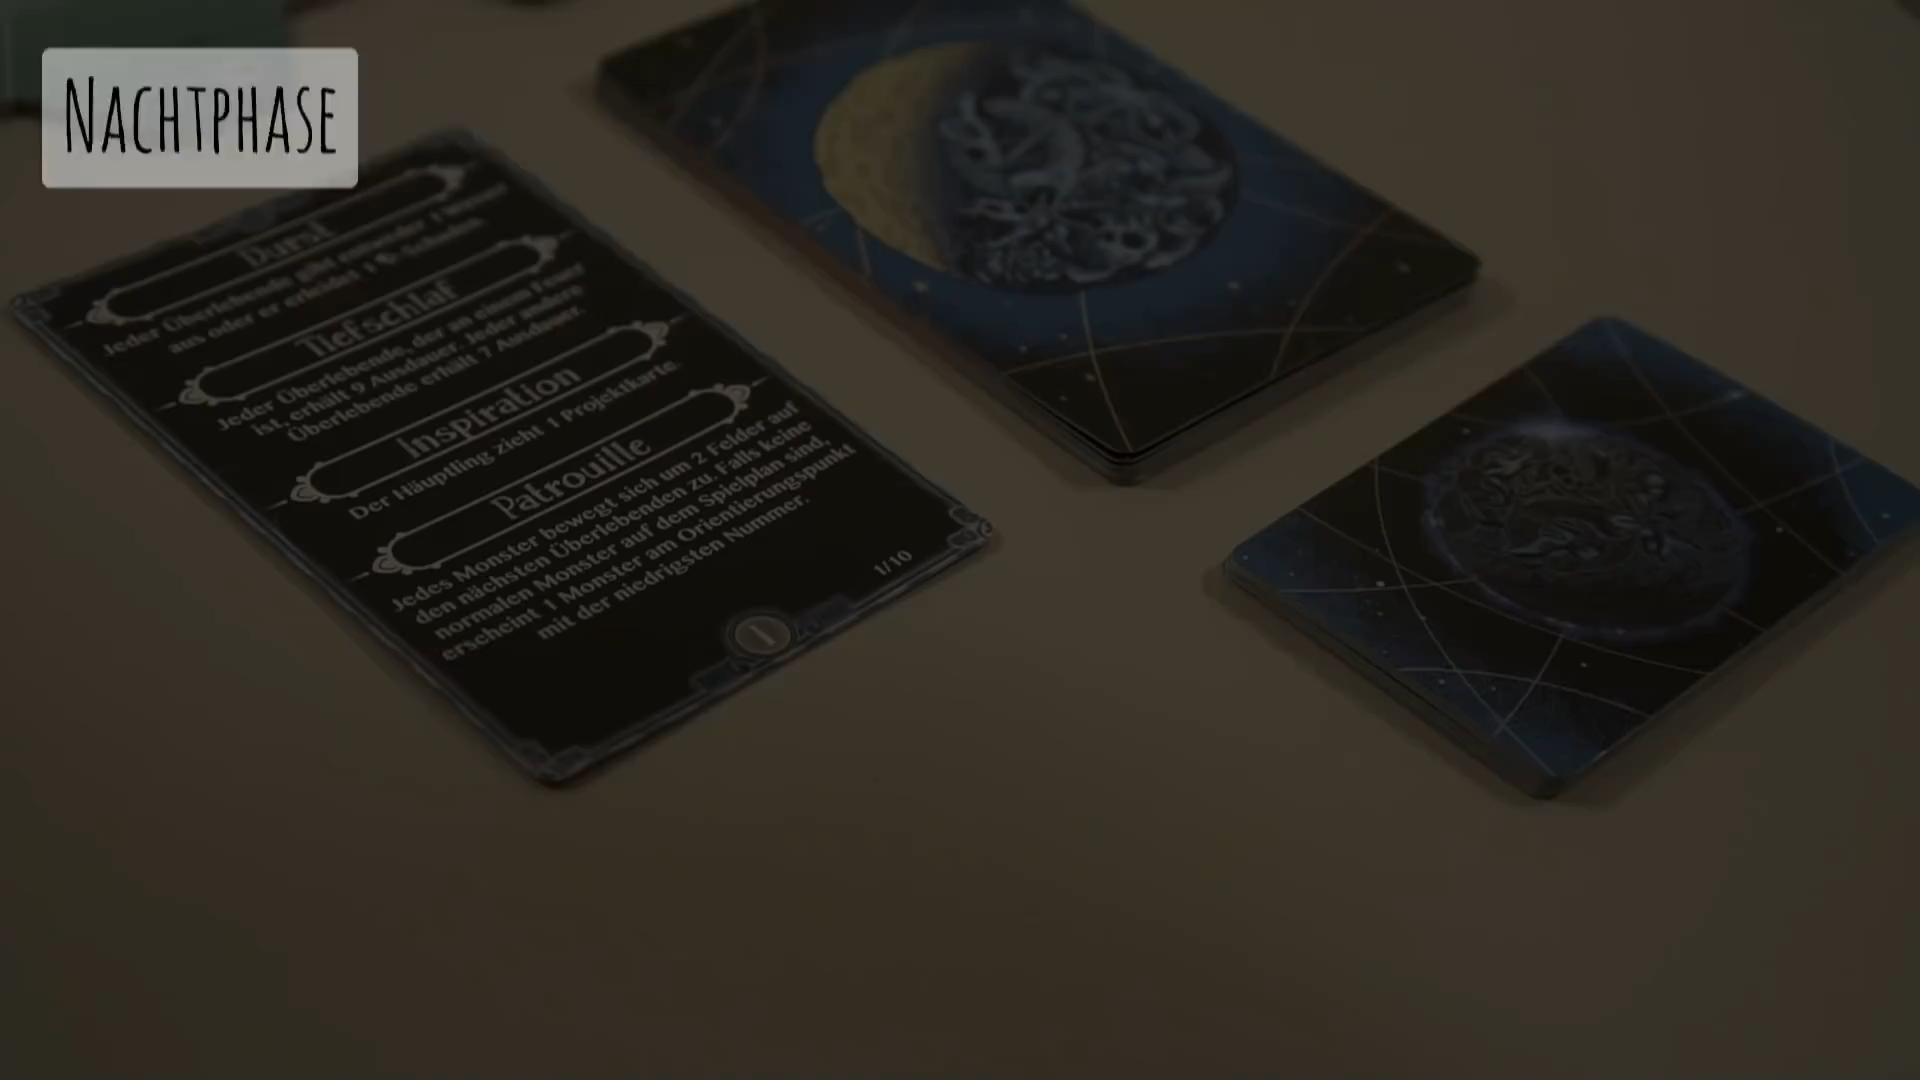 NACHTPHASE
Durst
Jeder Überlebende gibt entweder 1 Wasser
aus oder er erleidet 1 Schaden.
Tiefschlaf
Jeder Überlebende, der an einem Feuer
ist, erhält 9 Ausdauer. Jeder andere
Überlebende erhält 7 Ausdauer.
Inspiration
Der Häuptling zieht 1 Projektkarte.
Patrouille
Jedes Monster bewegt sich um 2 Felder auf
den nächsten Überlebenden zu. Falls keine
normalen Monster auf dem Spielplan sind,
erscheint 1 Monster am Orientierungspunkt
mit der niedrigsten Nummer.
1/10
I